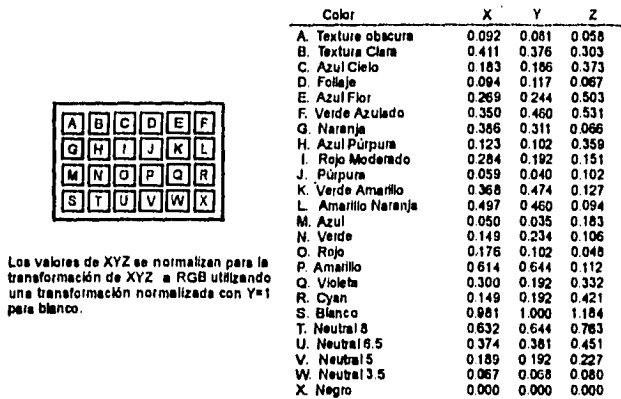 A B C D E F
G H I J K L
M N O P Q R
S T U V W X
Los valores de XYZ se normalizan para la
transformación de XYZ a RGB utilizando
una transformación normalizada con Y=1
para blanco.
Color X Y Z
A. Texture obscura 0.092 0.081 0.058
B. Textura Clara 0.411 0.376 0.303
C. Azul Cielo 0.183 0.186 0.373
D. Follaje 0.094 0.117 0.067
E. Azul Flor 0.269 0.244 0.503
F. Verde Azulado 0.350 0.460 0.531
G. Naranja 0.386 0.311 0.066
H. Azul Púrpura 0.123 0.102 0.359
I. Rojo Moderado 0.284 0.192 0.151
J. Púrpura 0.059 0.040 0.102
K. Verde Amarillo 0.368 0.474 0.127
L. Amarillo Naranja 0.497 0.460 0.094
M. Azul 0.050 0.035 0.183
N. Verde 0.149 0.234 0.106
O. Rojo 0.176 0.102 0.048
P. Amarillo 0.614 0.644 0.112
Q. Violeta 0.300 0.192 0.332
R. Cyan 0.149 0.192 0.421
S. Blanco 0.981 1.000 1.184
T. Neutral 8 0.632 0.644 0.763
U. Neutral 6.5 0.374 0.381 0.451
V. Neutral 5 0.189 0.192 0.227
W. Neutral 3.5 0.067 0.068 0.080
X. Negro 0.000 0.000 0.000